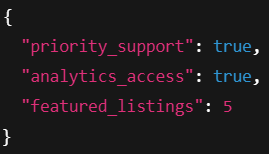 {
  "priority_support": true,
  "analytics_access": true,
  "featured_listings": 5
}